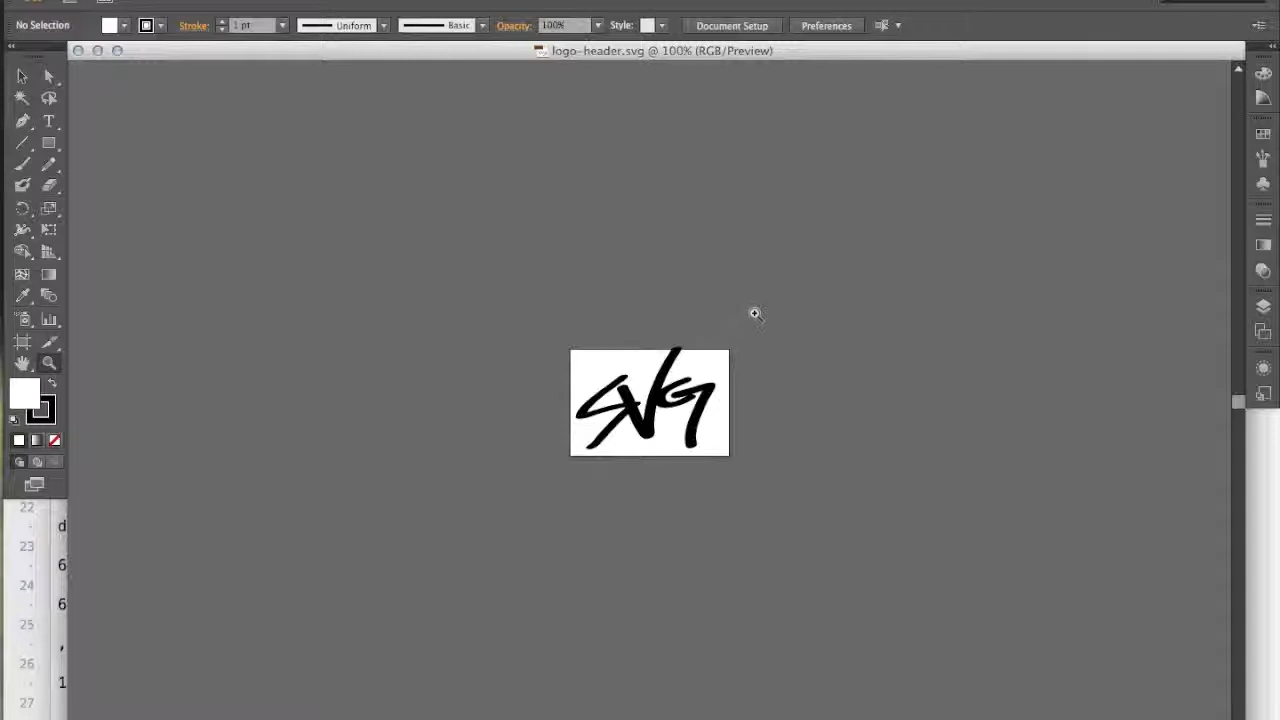 No Selection Stroke: 1 pt Uniform Basic Opacity: 100% Style: Document Setup Preferences
logo-header.svg @ 100% (RGB/Preview)
T
SVG
22
d
23
6
24
6
25
,
26
1
27